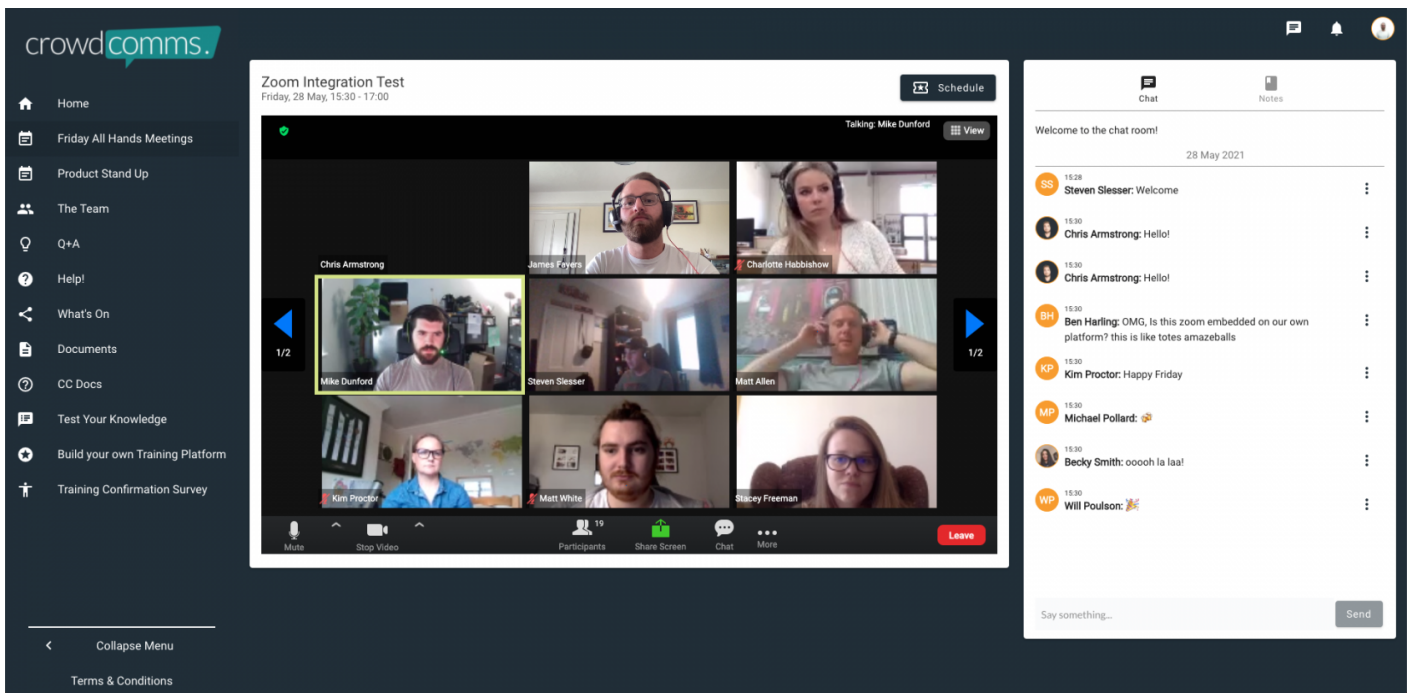 crowdcomms.
Home
Friday All Hands Meetings
Product Stand Up
The Team
Q+A
Help!
What's On
Documents
CC Docs
Test Your Knowledge
Build your own Training Platform
Training Confirmation Survey
Collapse Menu
Terms & Conditions
Zoom Integration Test
Friday, 28 May, 15:30 - 17:00
Schedule
Talking: Mike Dunford
View
Chris Armstrong
James Fayers
Charlotte Habbishow
1/2
Mike Dunford
Steven Slesser
Matt Allen
1/2
Kim Proctor
Matt White
Stacey Freeman
Mute
Stop Video
Participants
19
Share Screen
Chat
More
Leave
Chat
Notes
Welcome to the chat room!
28 May 2021
SS
15:28
Steven Slesser: Welcome
15:30
Chris Armstrong: Hello!
15:30
Chris Armstrong: Hello!
BH
15:30
Ben Harling: OMG, Is this zoom embedded on our own
platform? this is like totes amazeballs
KP
15:30
Kim Proctor: Happy Friday
MP
15:30
Michael Pollard: 🎉
15:30
Becky Smith: ooooh la laa!
WP
15:30
Will Poulson: 🎉
Say something...
Send